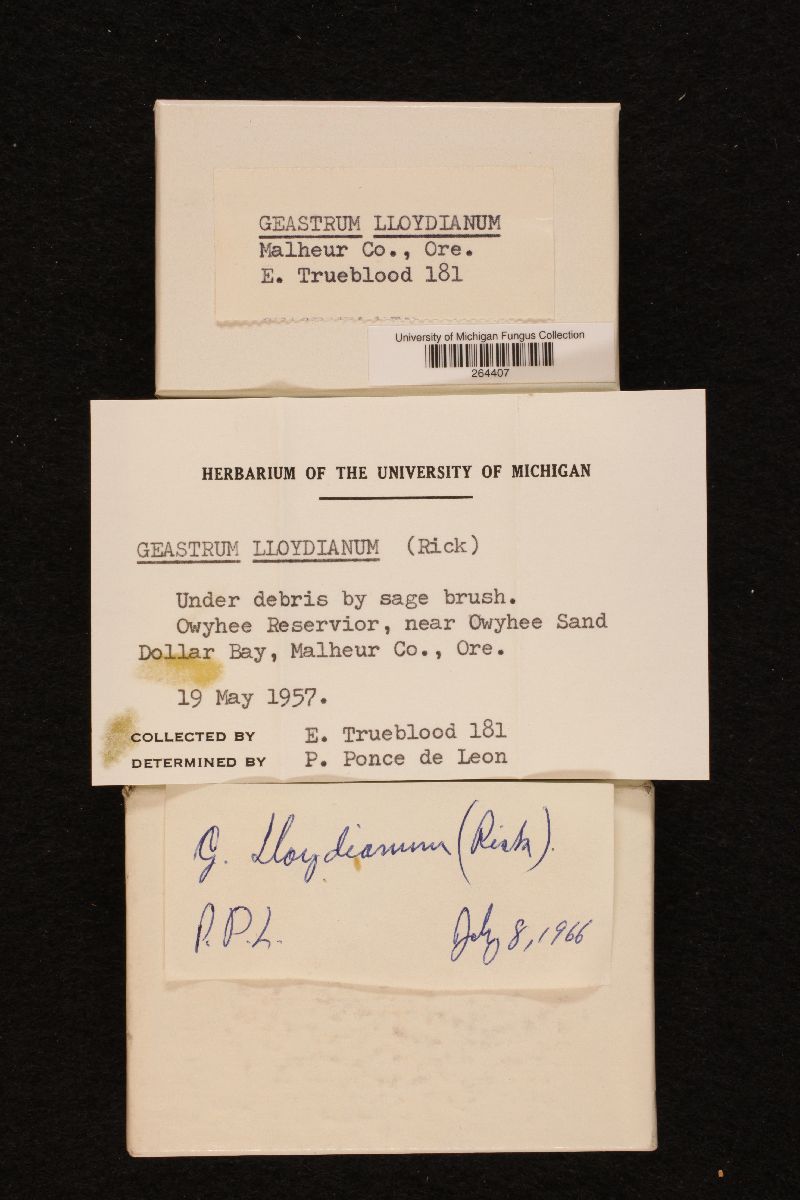 GEASTRUM LLOYDIANUM
Malheur Co., Ore.
E. Trueblood 181
University of Michigan Fungus Collection
264407
HERBARIUM OF THE UNIVERSITY OF MICHIGAN
GEASTRUM LLOYDIANUM (Rick)
Under debris by sage brush.
Owyhee Reservior, near Owyhee Sand
Dollar Bay, Malheur Co., Ore.
19 May 1957.
COLLECTED BY E. Trueblood 181
DETERMINED BY P. Ponce de Leon
G. Lloydianum (Rick).
P. P. L. July 8, 1966